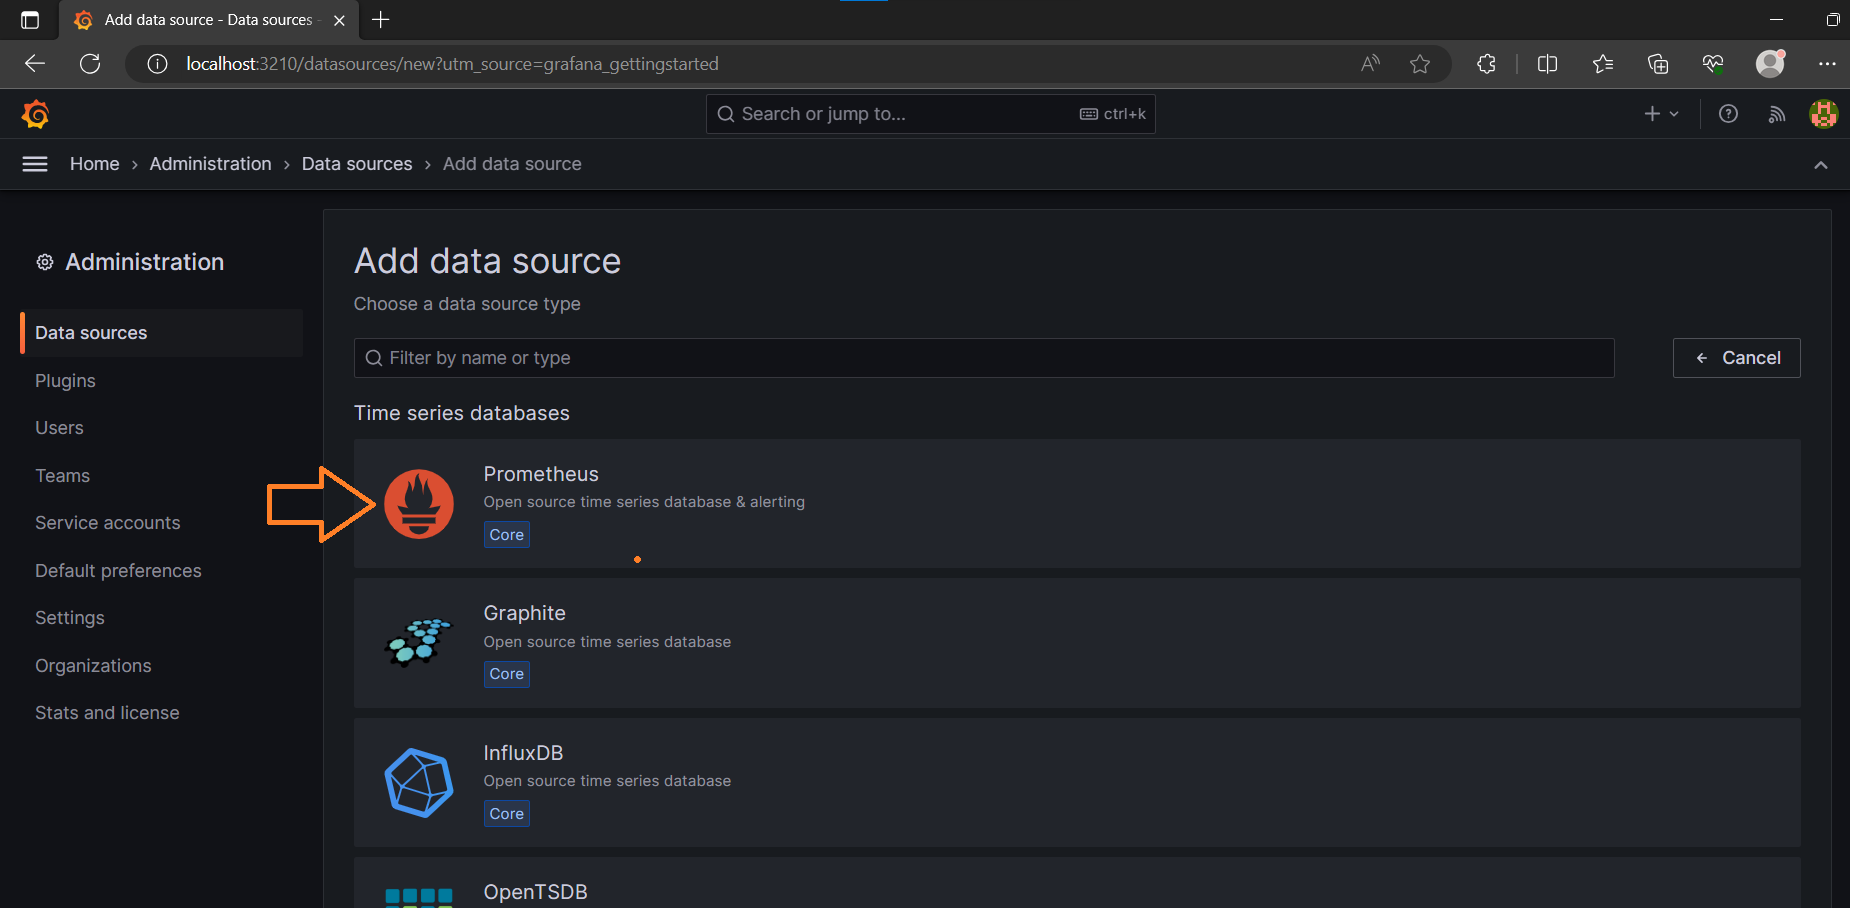 Add data source - Data sources -
localhost:3210/datasources/new?utm_source=grafana_gettingstarted
Search or jump to...
ctrl+k
Home › Administration › Data sources › Add data source
Administration
Data sources
Plugins
Users
Teams
Service accounts
Default preferences
Settings
Organizations
Stats and license
Add data source
Choose a data source type
Filter by name or type
Cancel
Time series databases
Prometheus
Open source time series database & alerting
Core
Graphite
Open source time series database
Core
InfluxDB
Open source time series database
Core
OpenTSDB